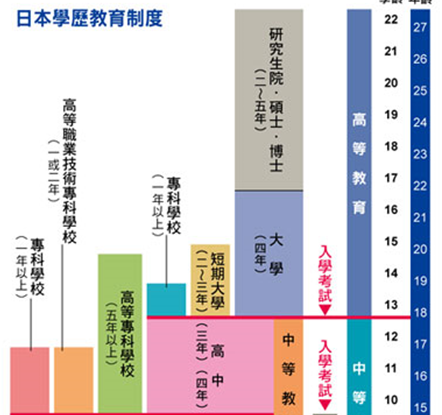 日本學歷教育制度
專科學校
（一年以上）
高等職業技術專科學校
（一或二年）
高等專科學校
（五年以上）
專科學校
（一年以上）
短期大學
（二～三年）
研究生院・碩士・博士
（二～五年）
大學
（四年）
高中
（三年）（四年）
中等教
入學考試
入學考試
高等教育
中等
22
21
20
19
18
17
16
15
14
13
12
11
10
27
26
25
24
23
22
21
20
19
18
17
16
15